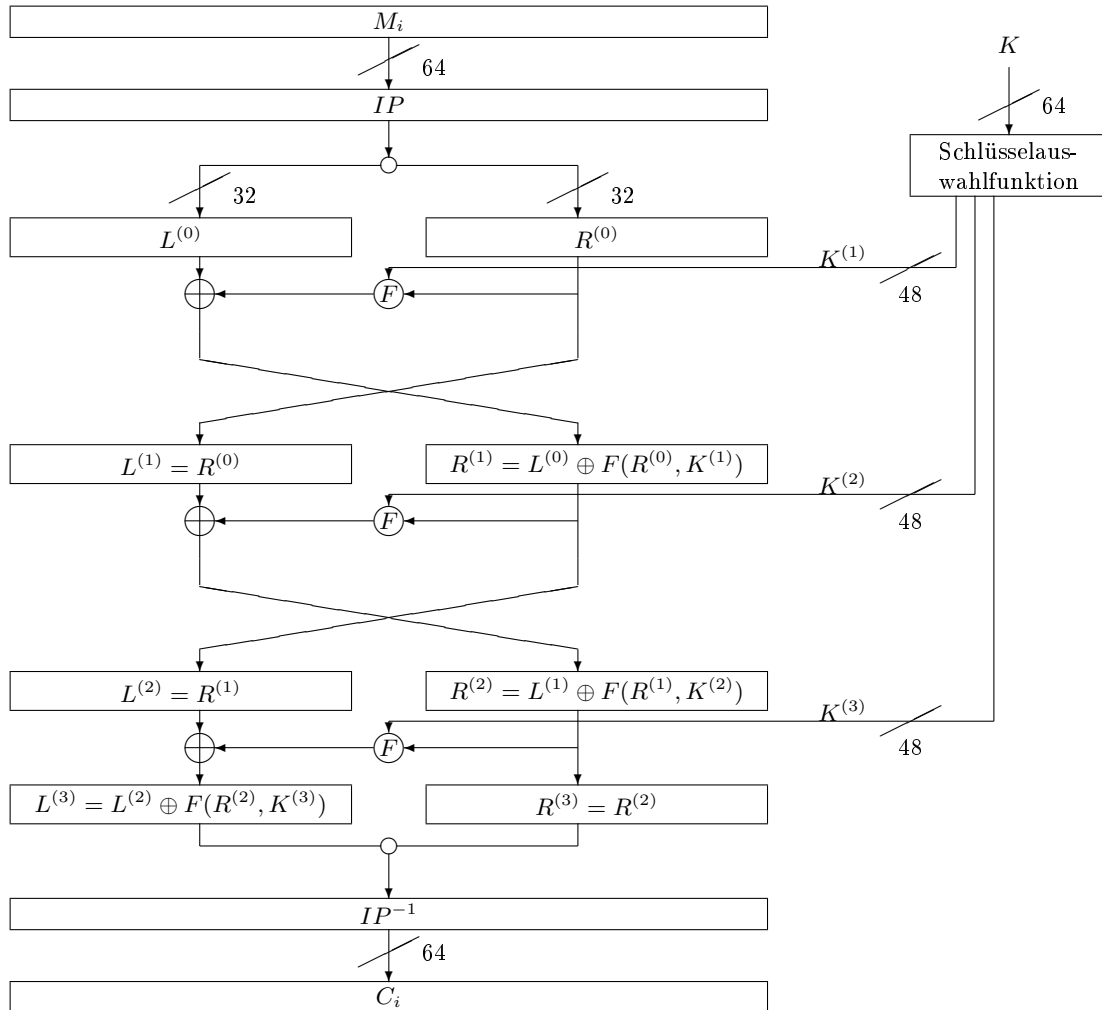 M_i
64
K
IP
64
Schlüsselaus-
wahlfunktion
32 32
L^{(0)} R^{(0)}
K^{(1)}
F
48
L^{(1)} = R^{(0)} R^{(1)} = L^{(0)} ⊕ F(R^{(0)}, K^{(1)})
K^{(2)}
F
48
L^{(2)} = R^{(1)} R^{(2)} = L^{(1)} ⊕ F(R^{(1)}, K^{(2)})
K^{(3)}
F
48
L^{(3)} = L^{(2)} ⊕ F(R^{(2)}, K^{(3)}) R^{(3)} = R^{(2)}
IP^{−1}
64
C_i